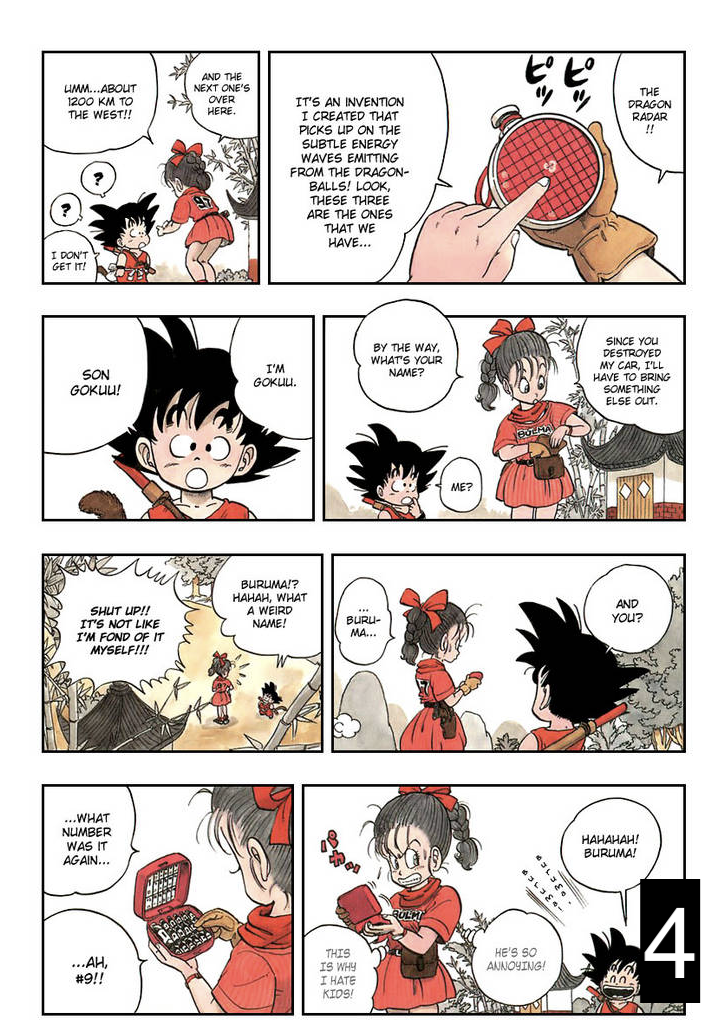 THE
DRAGON
RADAR
!!
ピッ
ピッ
IT'S AN INVENTION
I CREATED THAT
PICKS UP ON THE
SUBTLE ENERGY
WAVES EMITTING
FROM THE DRAGON-
BALLS! LOOK,
THESE THREE
ARE THE ONES
THAT WE
HAVE...
AND THE
NEXT ONE'S
OVER
HERE.
UMM...ABOUT
1200 KM TO
THE WEST!!
?
?
I DON'T
GET IT!
SINCE YOU
DESTROYED
MY CAR, I'LL
HAVE TO BRING
SOMETHING
ELSE OUT.
BY THE WAY,
WHAT'S YOUR
NAME?
BULMA
ME?
I'M
GOKUU.
SON
GOKUU!
AND
YOU?
...
BURU-
MA...
BURUMA!?
HAHAH, WHAT
A WEIRD
NAME!
SHUT UP!!
IT'S NOT LIKE
I'M FOND OF IT
MYSELF!!!
HAHAHAH!
BURUMA!
パカッ
BULM
HE'S SO
ANNOYING!
THIS
IS WHY
I HATE
KIDS!
...WHAT
NUMBER
WAS IT
AGAIN...
...AH,
#9!!
4